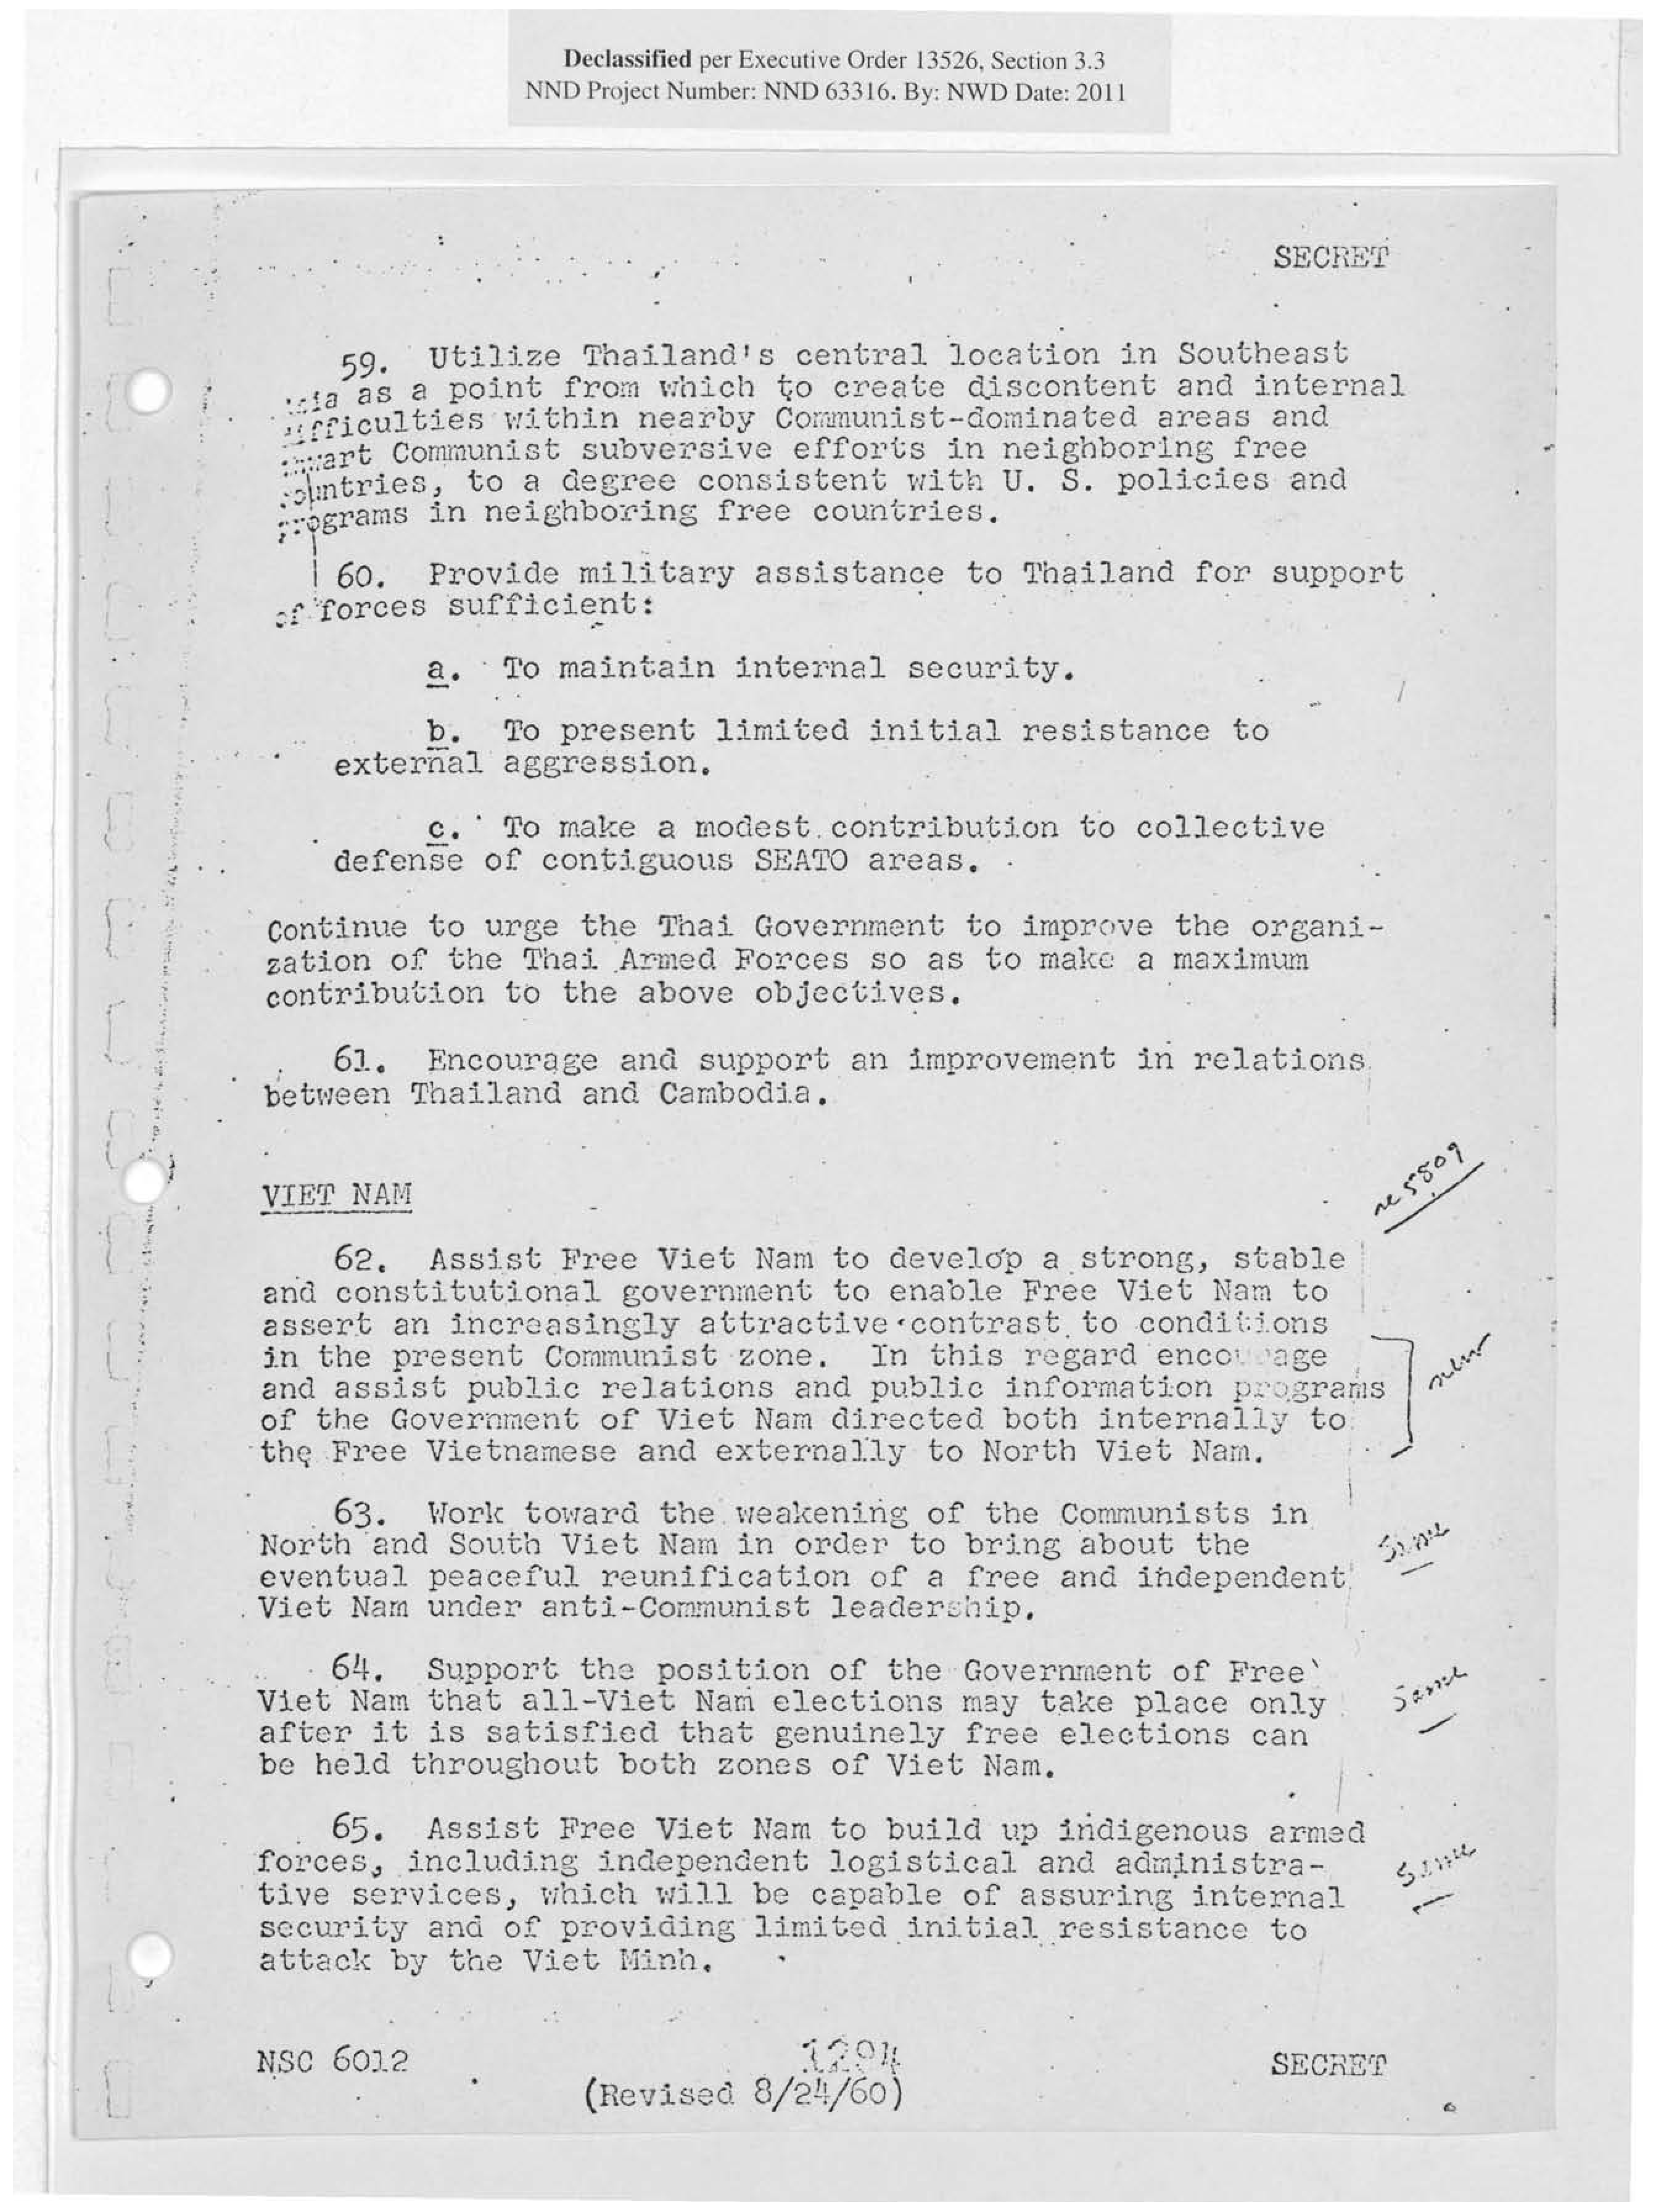 Declassified per Executive Order 13526, Section 3.3
NND Project Number: NND 63316. By: NWD Date: 2011
SECRET
59. Utilize Thailand's central location in Southeast
as a point from which to create discontent and internal
within nearby Communist-dominated areas and
Communist subversive efforts in neighboring free
to a degree consistent with U. S. policies and
in neighboring free countries.
60. Provide military assistance to Thailand for support
of forces sufficient:
a. To maintain internal security.
b. To present limited initial resistance to
external aggression.
c. To make a modest contribution to collective
defense of contiguous SEATO areas.
Continue to urge the Thai Government to improve the organi-
zation of the Thai Armed Forces so as to make a maximum
contribution to the above objectives.
61. Encourage and support an improvement in relations
between Thailand and Cambodia.
re 5809
VIET NAM
62. Assist Free Viet Nam to develop a strong, stable
and constitutional government to enable Free Viet Nam to
assert an increasingly attractive contrast to conditions
in the present Communist zone. In this regard encourage
new
and assist public relations and public information programs
of the Government of Viet Nam directed both internally to
the Free Vietnamese and externally to North Viet Nam.
63. Work toward the weakening of the Communists in
North and South Viet Nam in order to bring about the
Same
eventual peaceful reunification of a free and independent
Viet Nam under anti-Communist leadership.
64. Support the position of the Government of Free
Viet Nam that all-Viet Nam elections may take place only
Same
after it is satisfied that genuinely free elections can
be held throughout both zones of Viet Nam.
65. Assist Free Viet Nam to build up indigenous armed
forces, including independent logistical and administra-
Same
tive services, which will be capable of assuring internal
security and of providing limited initial resistance to
attack by the Viet Minh.
NSC 6012
1294
SECRET
(Revised 8/24/60)